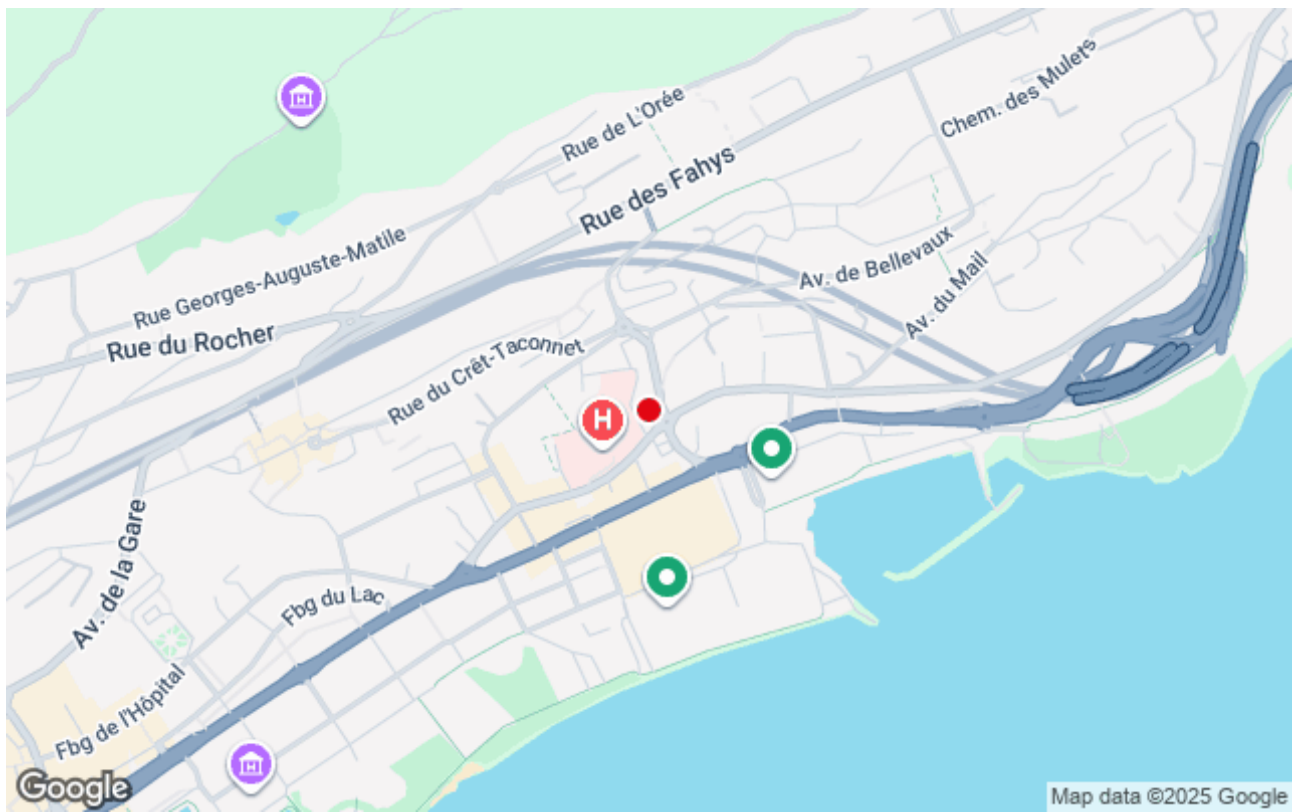 Chem. des Mulets
Rue de L'Orée
Rue des Fahys
Rue Georges-Auguste-Matile
Av. de Bellevaux
Av. du Mail
Rue du Rocher
Rue du Crêt-Taconnet
H
Av. de la Gare
Fbg du Lac
Fbg de l'Hôpital
Google
Map data ©2025 Google